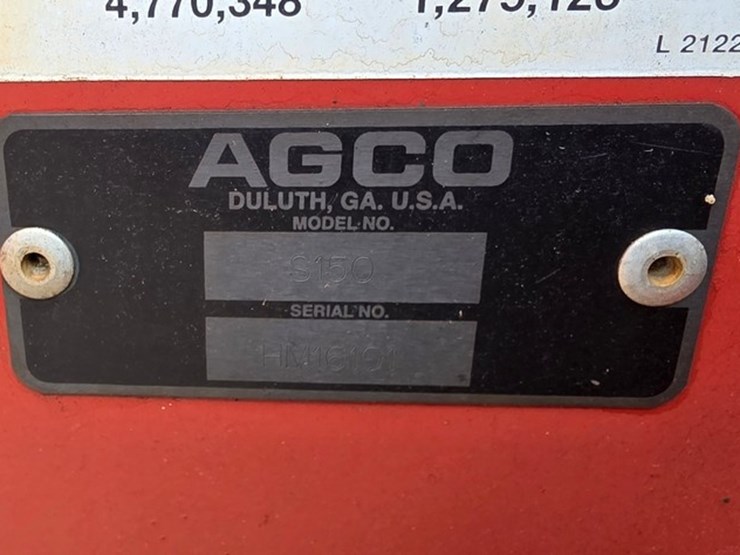 4,770,348 1,275,128
L 2122
AGCO
DULUTH, GA. U.S.A.
MODEL NO.
S150
SERIAL NO.